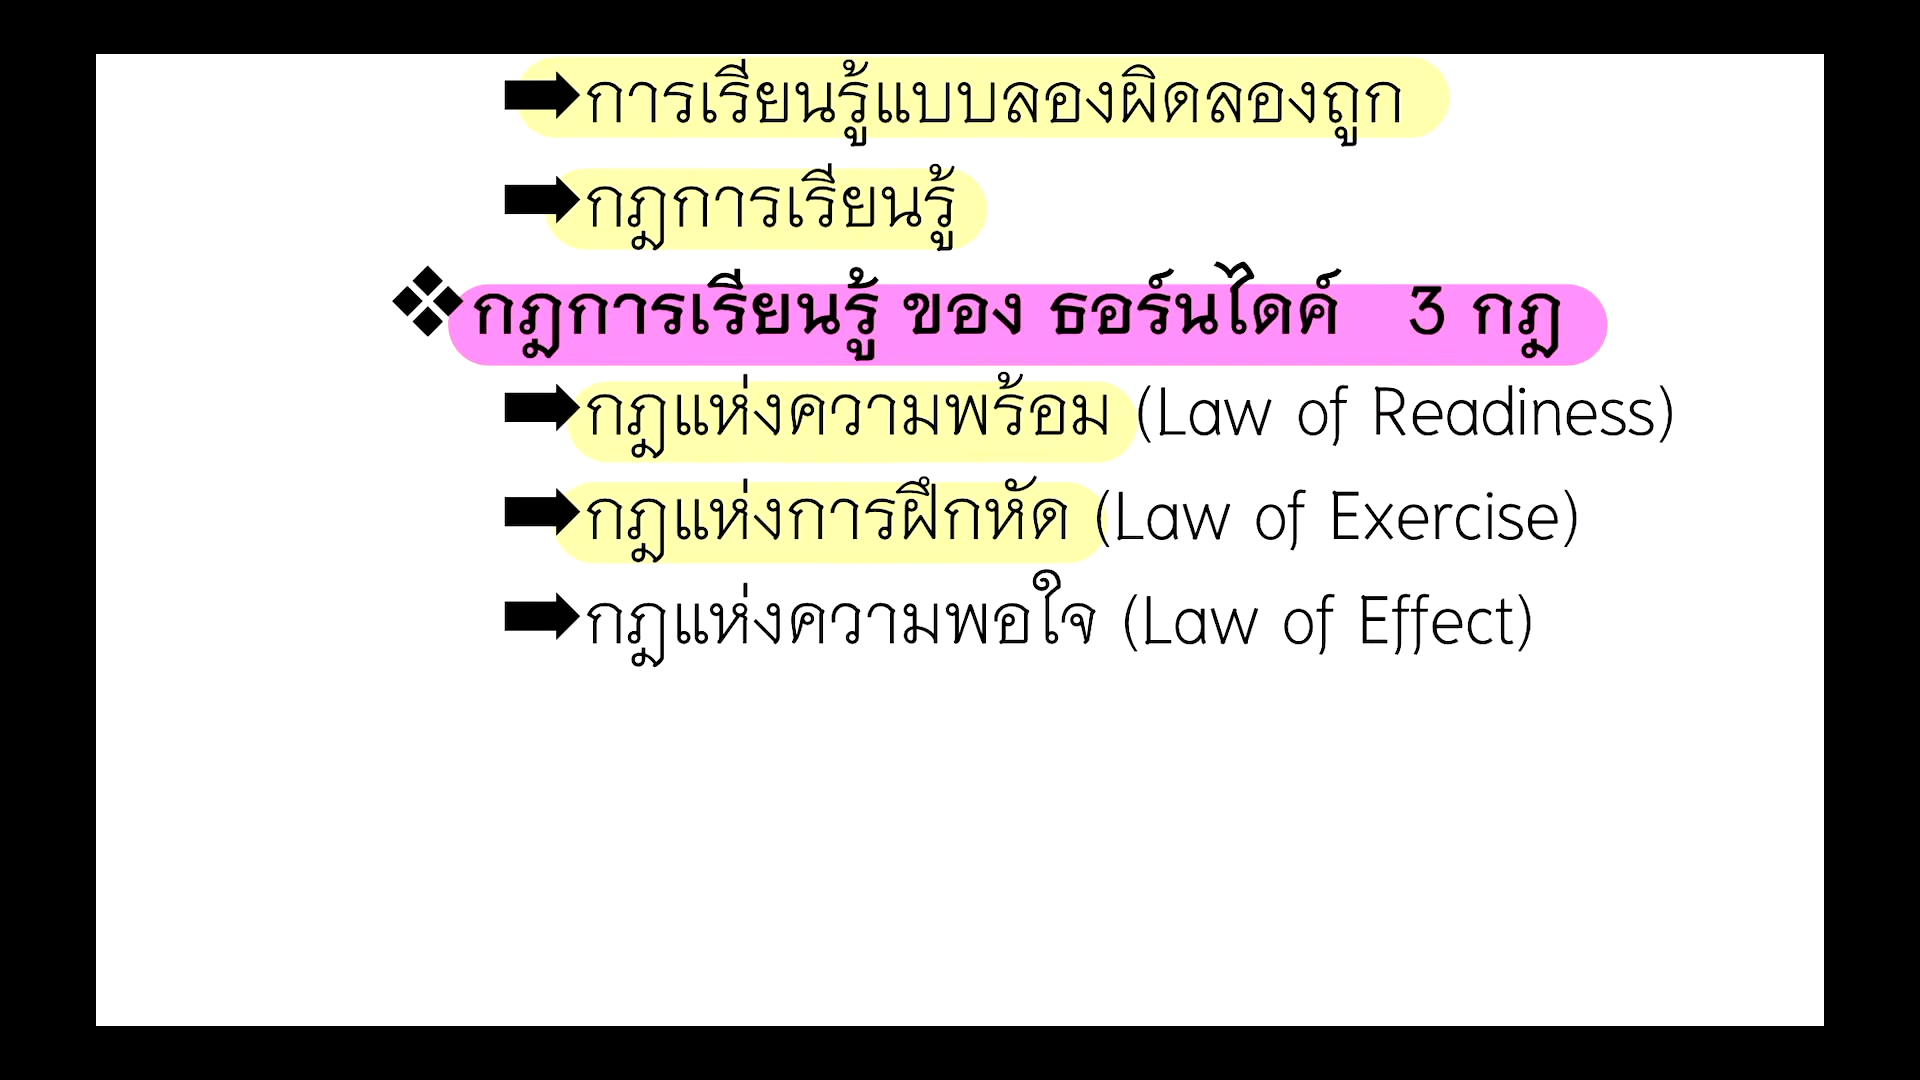 ➡การเรียนรู้แบบลองผิดลองถูก
➡กฎการเรียนรู้
❖กฎการเรียนรู้ ของ ธอร์นไดค์ 3 กฎ
➡กฎแห่งความพร้อม (Law of Readiness)
➡กฎแห่งการฝึกหัด (Law of Exercise)
➡กฎแห่งความพอใจ (Law of Effect)